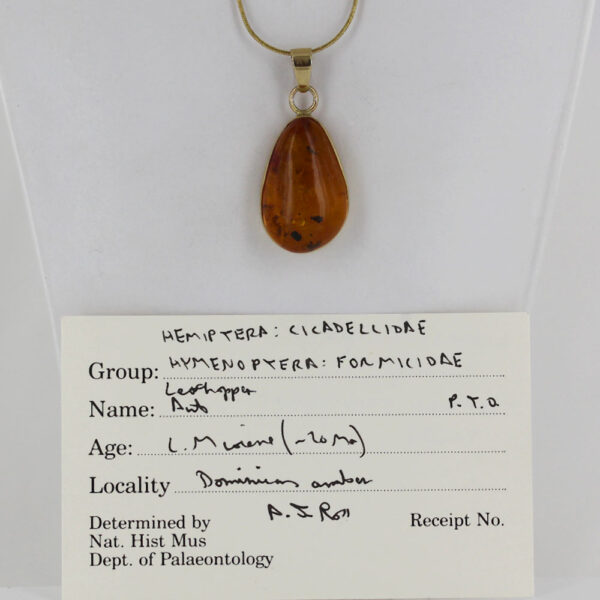 HEMIPTERA: CICADELLIDAE
Group: HYMENOPTERA: FORMICIDAE
Leafhopper
Name: Ants P.T.O.
Age: L. Miocene (~20 Ma)
Locality Dominican amber
Determined by A. J. Ross Receipt No.
Nat. Hist Mus
Dept. of Palaeontology